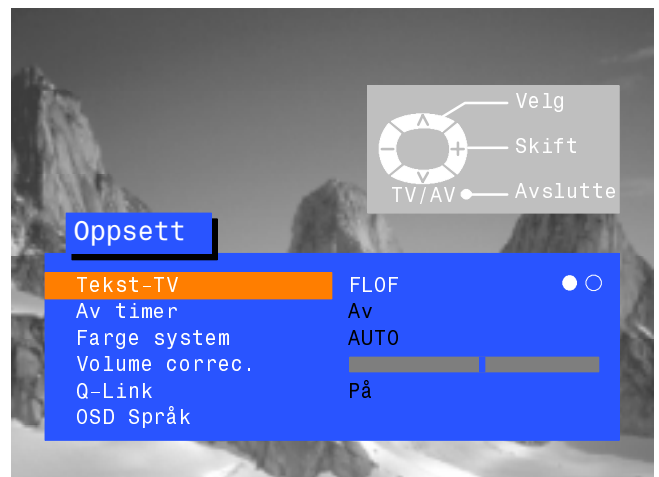 Velg
Skift
TV/AV Avslutte
Oppsett
Tekst-TV FLOF
Av timer Av
Farge system AUTO
Volume correc.
Q-Link På
OSD Språk